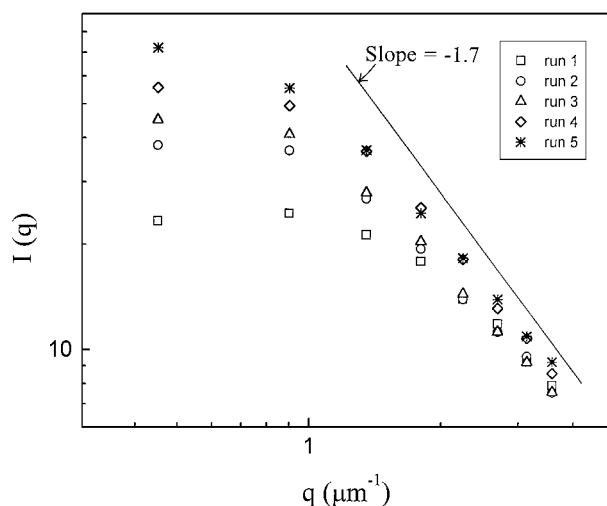 Slope = -1.7
run 1
run 2
run 3
run 4
run 5
I (q)
10
1
q (μm⁻¹)